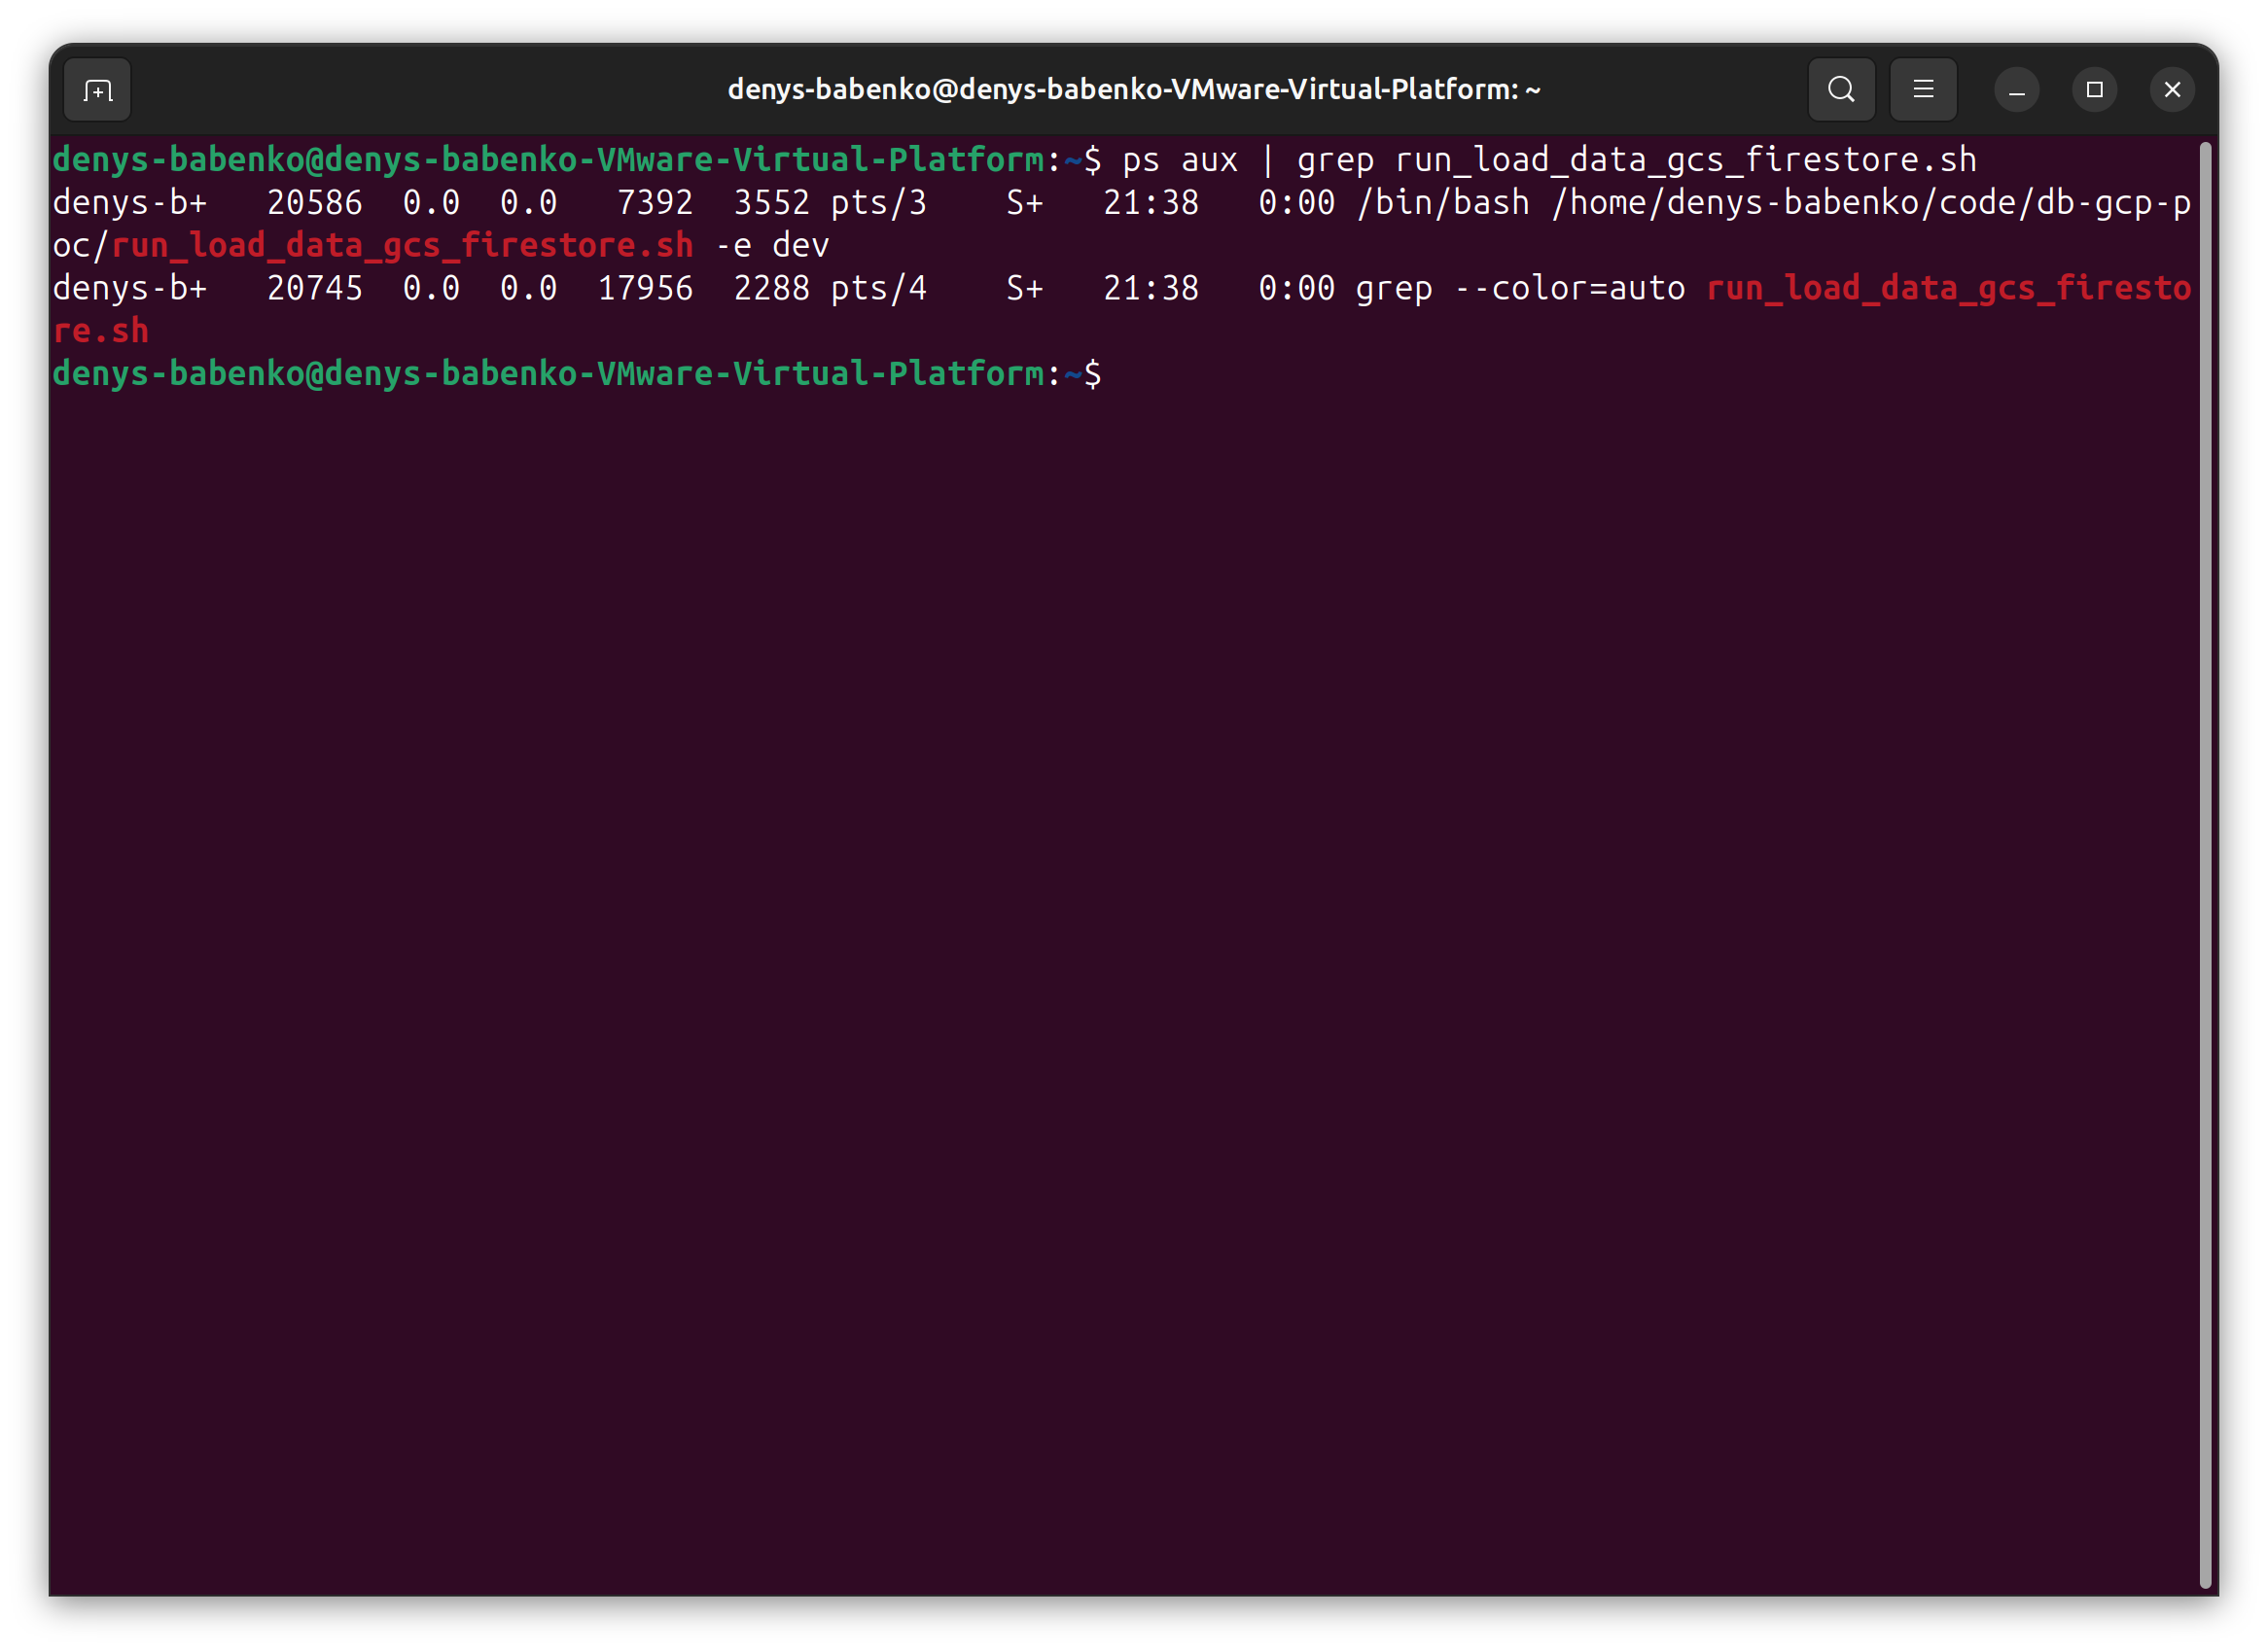 denys-babenko@denys-babenko-VMware-Virtual-Platform: ~
denys-babenko@denys-babenko-VMware-Virtual-Platform:~$ ps aux | grep run_load_data_gcs_firestore.sh
denys-b+   20586  0.0  0.0   7392  3552 pts/3    S+   21:38   0:00 /bin/bash /home/denys-babenko/code/db-gcp-p
oc/run_load_data_gcs_firestore.sh -e dev
denys-b+   20745  0.0  0.0  17956  2288 pts/4    S+   21:38   0:00 grep --color=auto run_load_data_gcs_firesto
re.sh
denys-babenko@denys-babenko-VMware-Virtual-Platform:~$